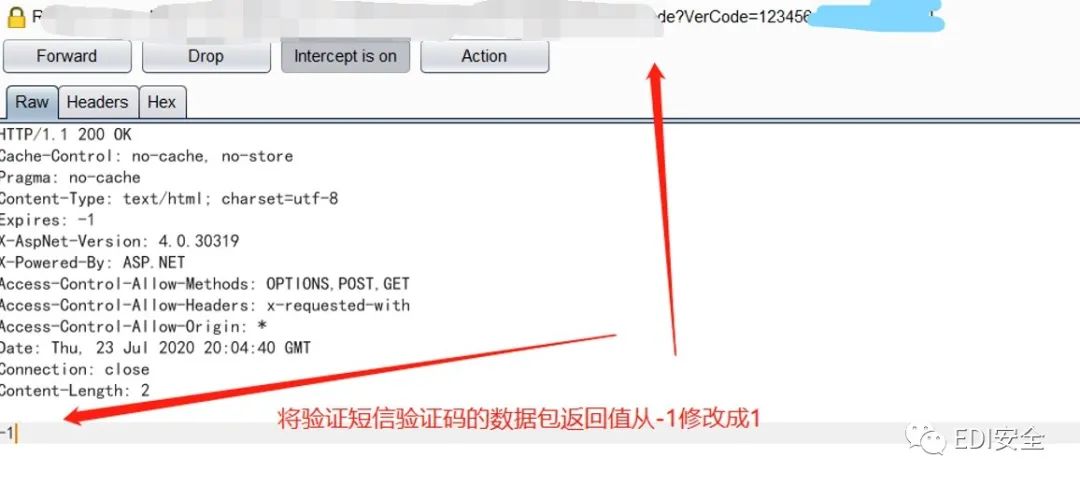 de?VerCode=123456
Forward Drop Intercept is on Action
Raw Headers Hex
HTTP/1.1 200 OK
Cache-Control: no-cache, no-store
Pragma: no-cache
Content-Type: text/html; charset=utf-8
Expires: -1
X-AspNet-Version: 4.0.30319
X-Powered-By: ASP.NET
Access-Control-Allow-Methods: OPTIONS,POST,GET
Access-Control-Allow-Headers: x-requested-with
Access-Control-Allow-Origin: *
Date: Thu, 23 Jul 2020 20:04:40 GMT
Connection: close
Content-Length: 2
将验证短信验证码的数据包返回值从-1修改成1
-1
EDI安全